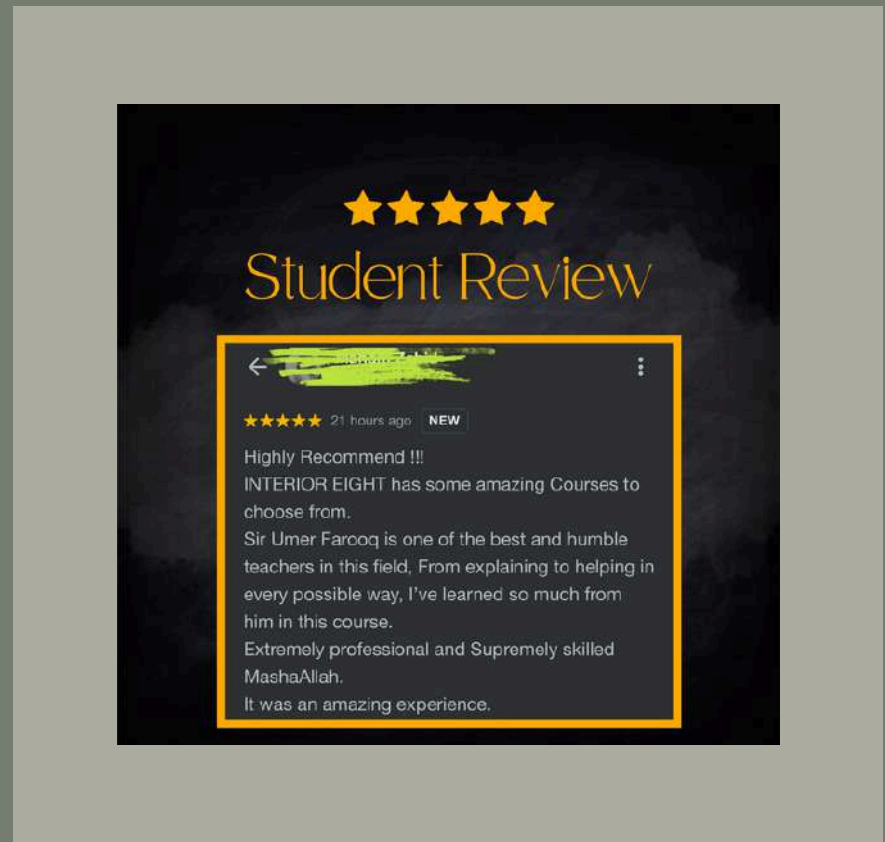 Student Review
21 hours ago NEW
Highly Recommend !!!
INTERIOR EIGHT has some amazing Courses to
choose from.
Sir Umer Farooq is one of the best and humble
teachers in this field, From explaining to helping in
every possible way, I've learned so much from
him in this course.
Extremely professional and Supremely skilled
MashaAllah.
It was an amazing experience.